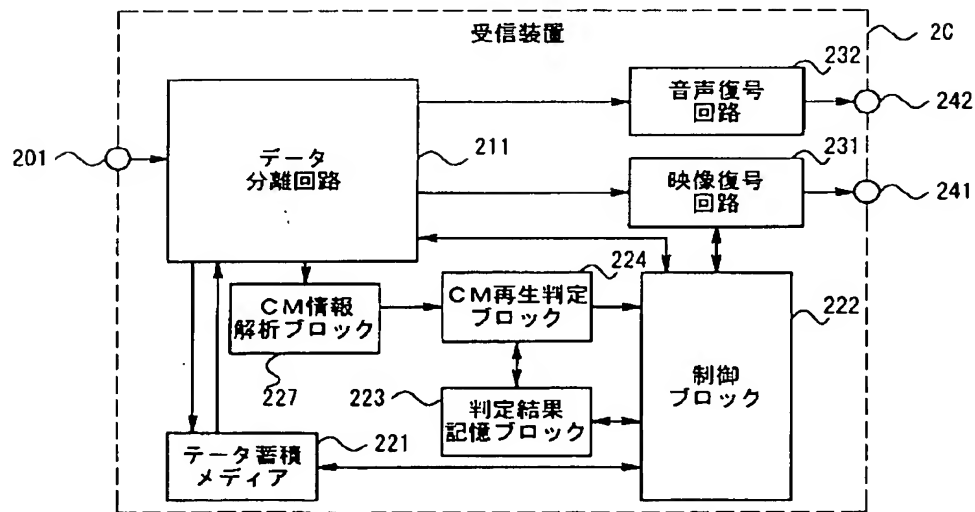 受信装置
2C
232
音声復号
回路
242
201
データ
分離回路
211
231
映像復号
回路
241
224
CM情報
解析ブロック
CM再生判定
ブロック
222
227
223
判定結果
記憶ブロック
制御
ブロック
データ蓄積
メディア
221